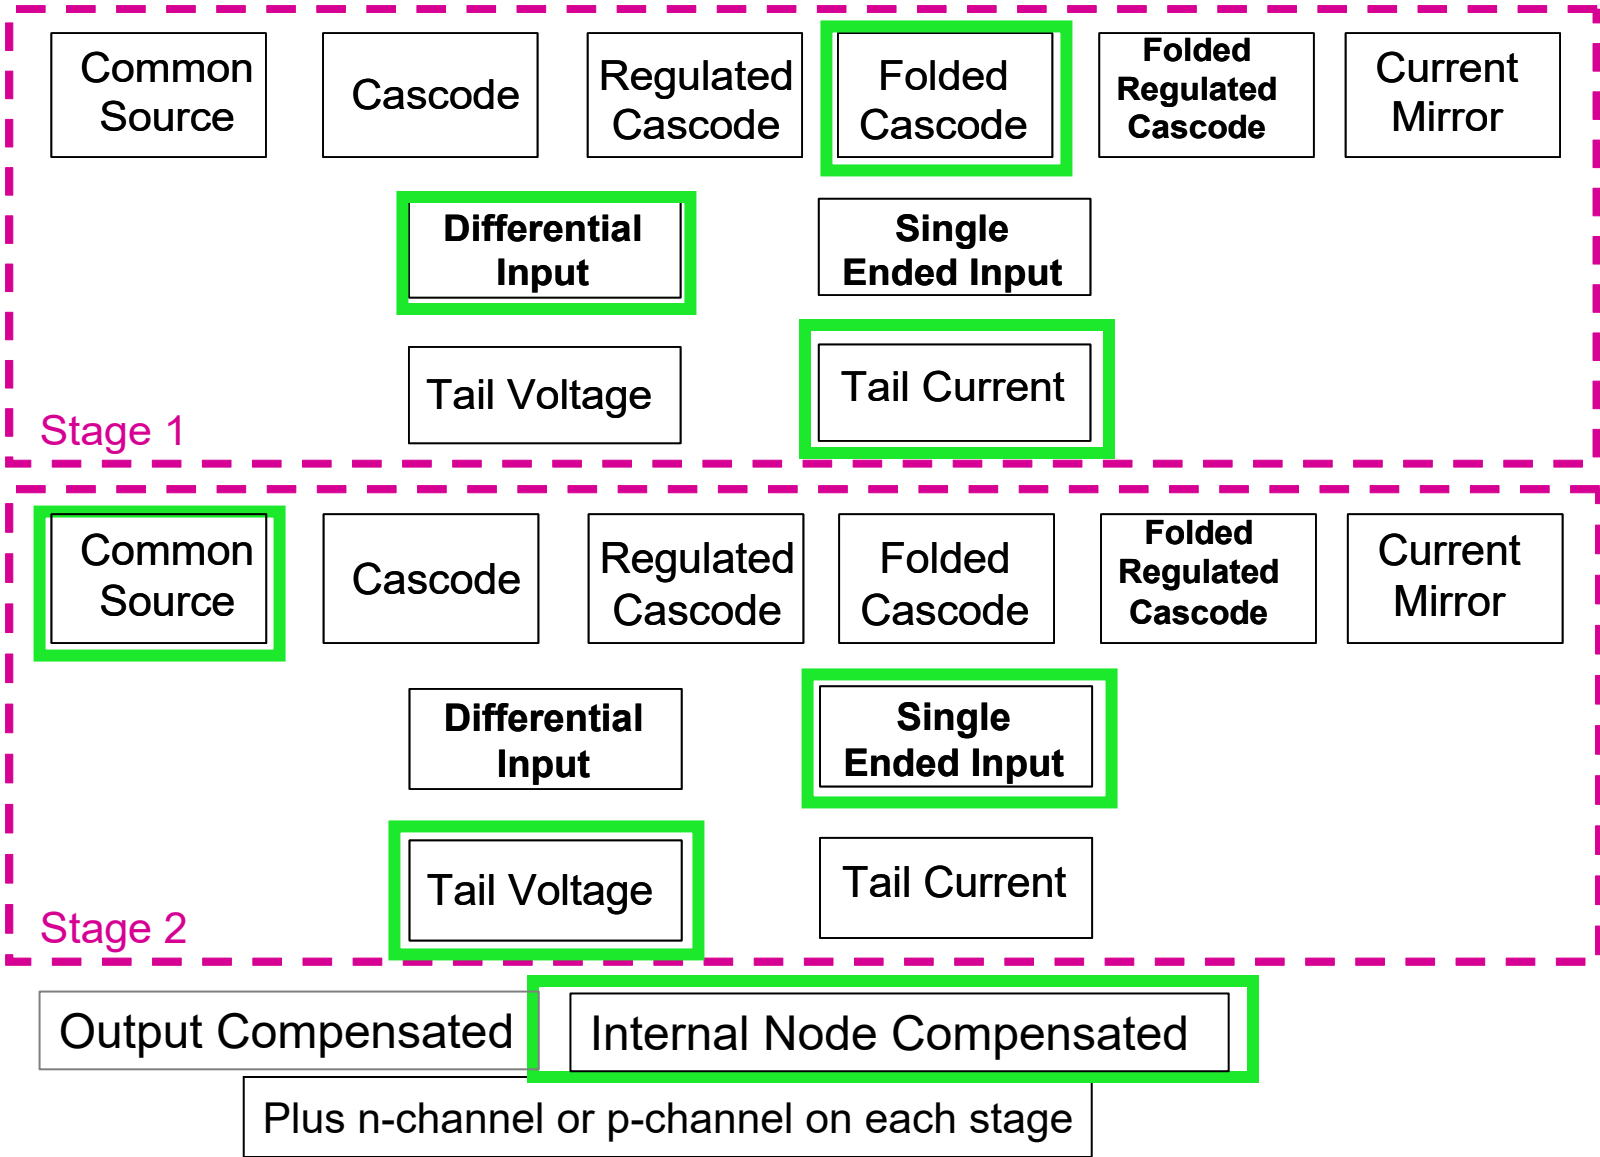 Common
Source
Cascode
Regulated
Cascode
Folded
Cascode
Folded
Regulated
Cascode
Current
Mirror
Differential
Input
Single
Ended Input
Tail Voltage
Tail Current
Stage 1
Common
Source
Cascode
Regulated
Cascode
Folded
Cascode
Folded
Regulated
Cascode
Current
Mirror
Differential
Input
Single
Ended Input
Tail Voltage
Tail Current
Stage 2
Output Compensated
Internal Node Compensated
Plus n-channel or p-channel on each stage